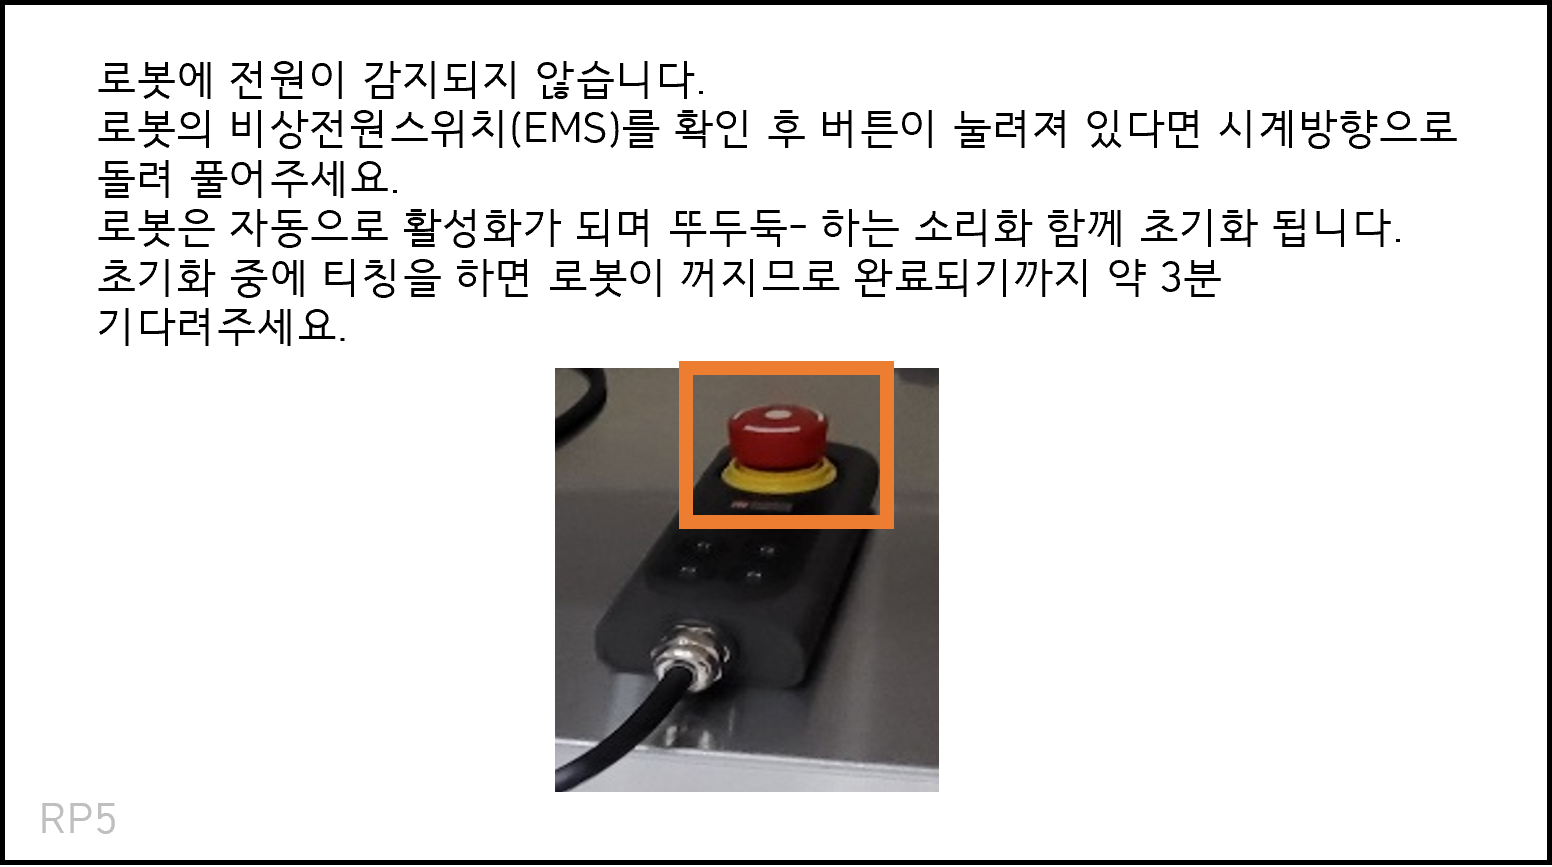 로봇에 전원이 감지되지 않습니다.
로봇의 비상전원스위치(EMS)를 확인 후 버튼이 눌려져 있다면 시계방향으로
돌려 풀어주세요.
로봇은 자동으로 활성화가 되며 뚜두둑- 하는 소리화 함께 초기화 됩니다.
초기화 중에 티칭을 하면 로봇이 꺼지므로 완료되기까지 약 3분
기다려주세요.
RP5